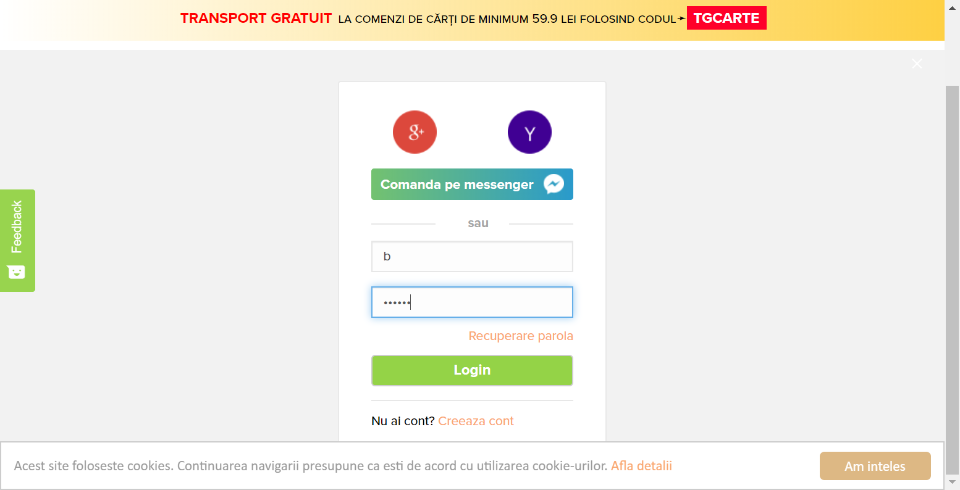 TRANSPORT GRATUIT LA COMENZI DE CĂRȚI DE MINIMUM 59.9 LEI FOLOSIND CODUL TGCARTE
g+
Y
Comanda pe messenger
sau
b
••••••
Recuperare parola
Login
Nu ai cont? Creeaza cont
Feedback
Acest site foloseste cookies. Continuarea navigarii presupune ca esti de acord cu utilizarea cookie-urilor. Afla detalii
Am inteles